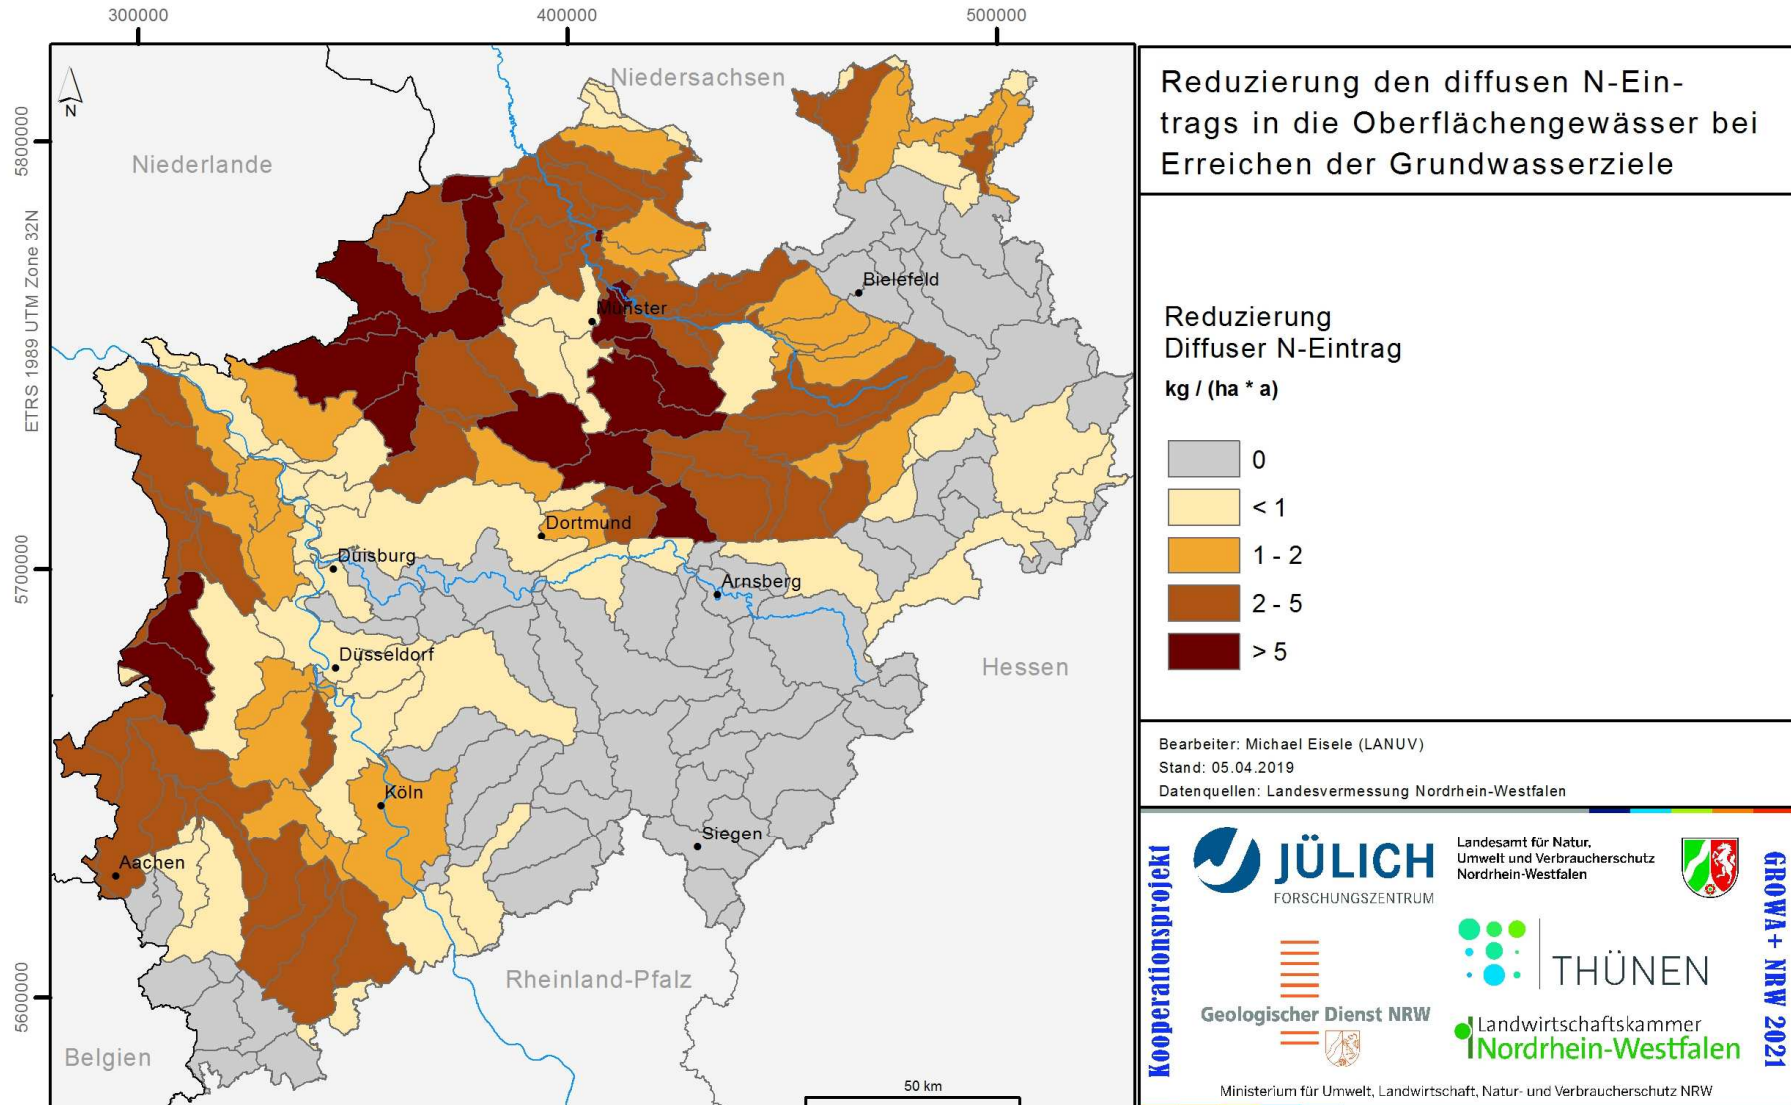 300000
400000
500000
5800000
5700000
5600000
ETRS 1989 UTM Zone 32N
N
Niederlande
Niedersachsen
Bielefeld
Münster
Dortmund
Duisburg
Arnsberg
Düsseldorf
Hessen
Köln
Siegen
Aachen
Rheinland-Pfalz
Belgien
50 km
Reduzierung den diffusen N-Ein-
trags in die Oberflächengewässer bei
Erreichen der Grundwasserziele
Reduzierung
Diffuser N-Eintrag
kg / (ha * a)
0
< 1
1 - 2
2 - 5
> 5
Bearbeiter: Michael Eisele (LANUV)
Stand: 05.04.2019
Datenquellen: Landesvermessung Nordrhein-Westfalen
Kooperationsprojekt
JÜLICH
FORSCHUNGSZENTRUM
Landesamt für Natur,
Umwelt und Verbraucherschutz
Nordrhein-Westfalen
THÜNEN
Geologischer Dienst NRW
Landwirtschaftskammer
Nordrhein-Westfalen
GROWA+ NRW 2021
Ministerium für Umwelt, Landwirtschaft, Natur- und Verbraucherschutz NRW